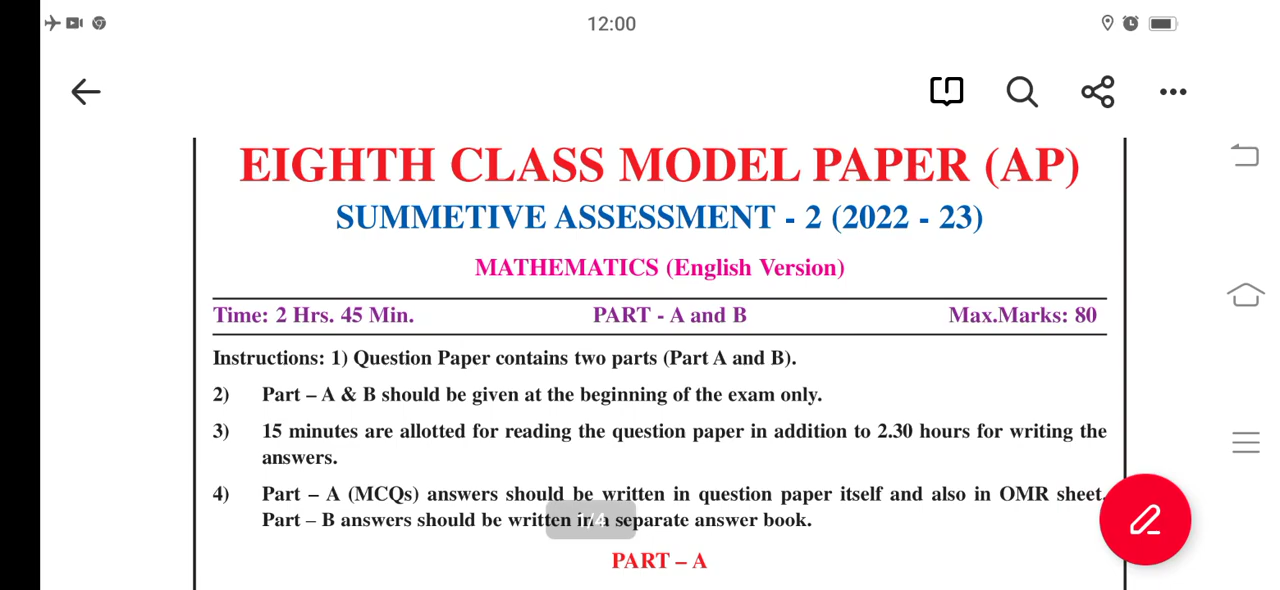 12:00
EIGHTH CLASS MODEL PAPER (AP)
SUMMETIVE ASSESSMENT - 2 (2022 - 23)
MATHEMATICS (English Version)
Time: 2 Hrs. 45 Min. PART - A and B Max.Marks: 80
Instructions: 1) Question Paper contains two parts (Part A and B).
2) Part – A & B should be given at the beginning of the exam only.
3) 15 minutes are allotted for reading the question paper in addition to 2.30 hours for writing the
answers.
4) Part – A (MCQs) answers should be written in question paper itself and also in OMR sheet.
Part – B answers should be written in a separate answer book.
1/4
PART – A